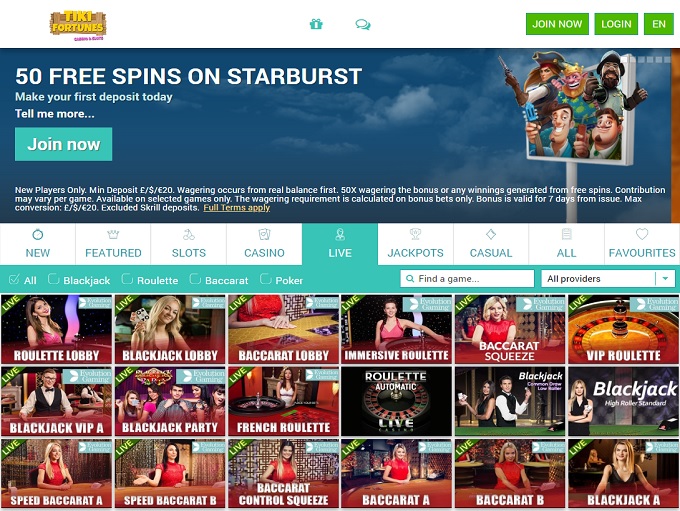 TIKI
FORTUNES
CASINO & SLOTS
JOIN NOW
LOGIN
EN
50 FREE SPINS ON STARBURST
Make your first deposit today
Tell me more...
Join now
New Players Only. Min Deposit £/$/€20. Wagering occurs from real balance first. 50X wagering the bonus or any winnings generated from free spins. Contribution
may vary per game. Available on selected games only. The wagering requirement is calculated on bonus bets only. Bonus is valid for 7 days from issue. Max
conversion: £/$/€20. Excluded Skrill deposits. Full Terms apply
NEW
FEATURED
SLOTS
CASINO
LIVE
JACKPOTS
CASUAL
ALL
FAVOURITES
All
Blackjack
Roulette
Baccarat
Poker
Find a game...
All providers
LIVE
Evolution Gaming
ROULETTE LOBBY
LIVE
Evolution Gaming
BLACKJACK LOBBY
LIVE
Evolution Gaming
BACCARAT LOBBY
LIVE
Evolution Gaming
IMMERSIVE ROULETTE
LIVE
Evolution Gaming
BACCARAT
SQUEEZE
LIVE
Evolution Gaming
VIP ROULETTE
LIVE
Evolution Gaming
BLACKJACK VIP A
LIVE
Evolution Gaming
BLACKJACK PARTY
LIVE
Evolution Gaming
FRENCH ROULETTE
ROULETTE
AUTOMATIC
LIVE
CASINO
Blackjack
Common Draw
Low Roller
Blackjack
High Roller Standard
LIVE
Evolution Gaming
SPEED BACCARAT A
LIVE
Evolution Gaming
SPEED BACCARAT B
LIVE
Evolution Gaming
BACCARAT
CONTROL SQUEEZE
LIVE
Evolution Gaming
BACCARAT A
LIVE
Evolution Gaming
BACCARAT B
LIVE
Evolution Gaming
BLACKJACK A